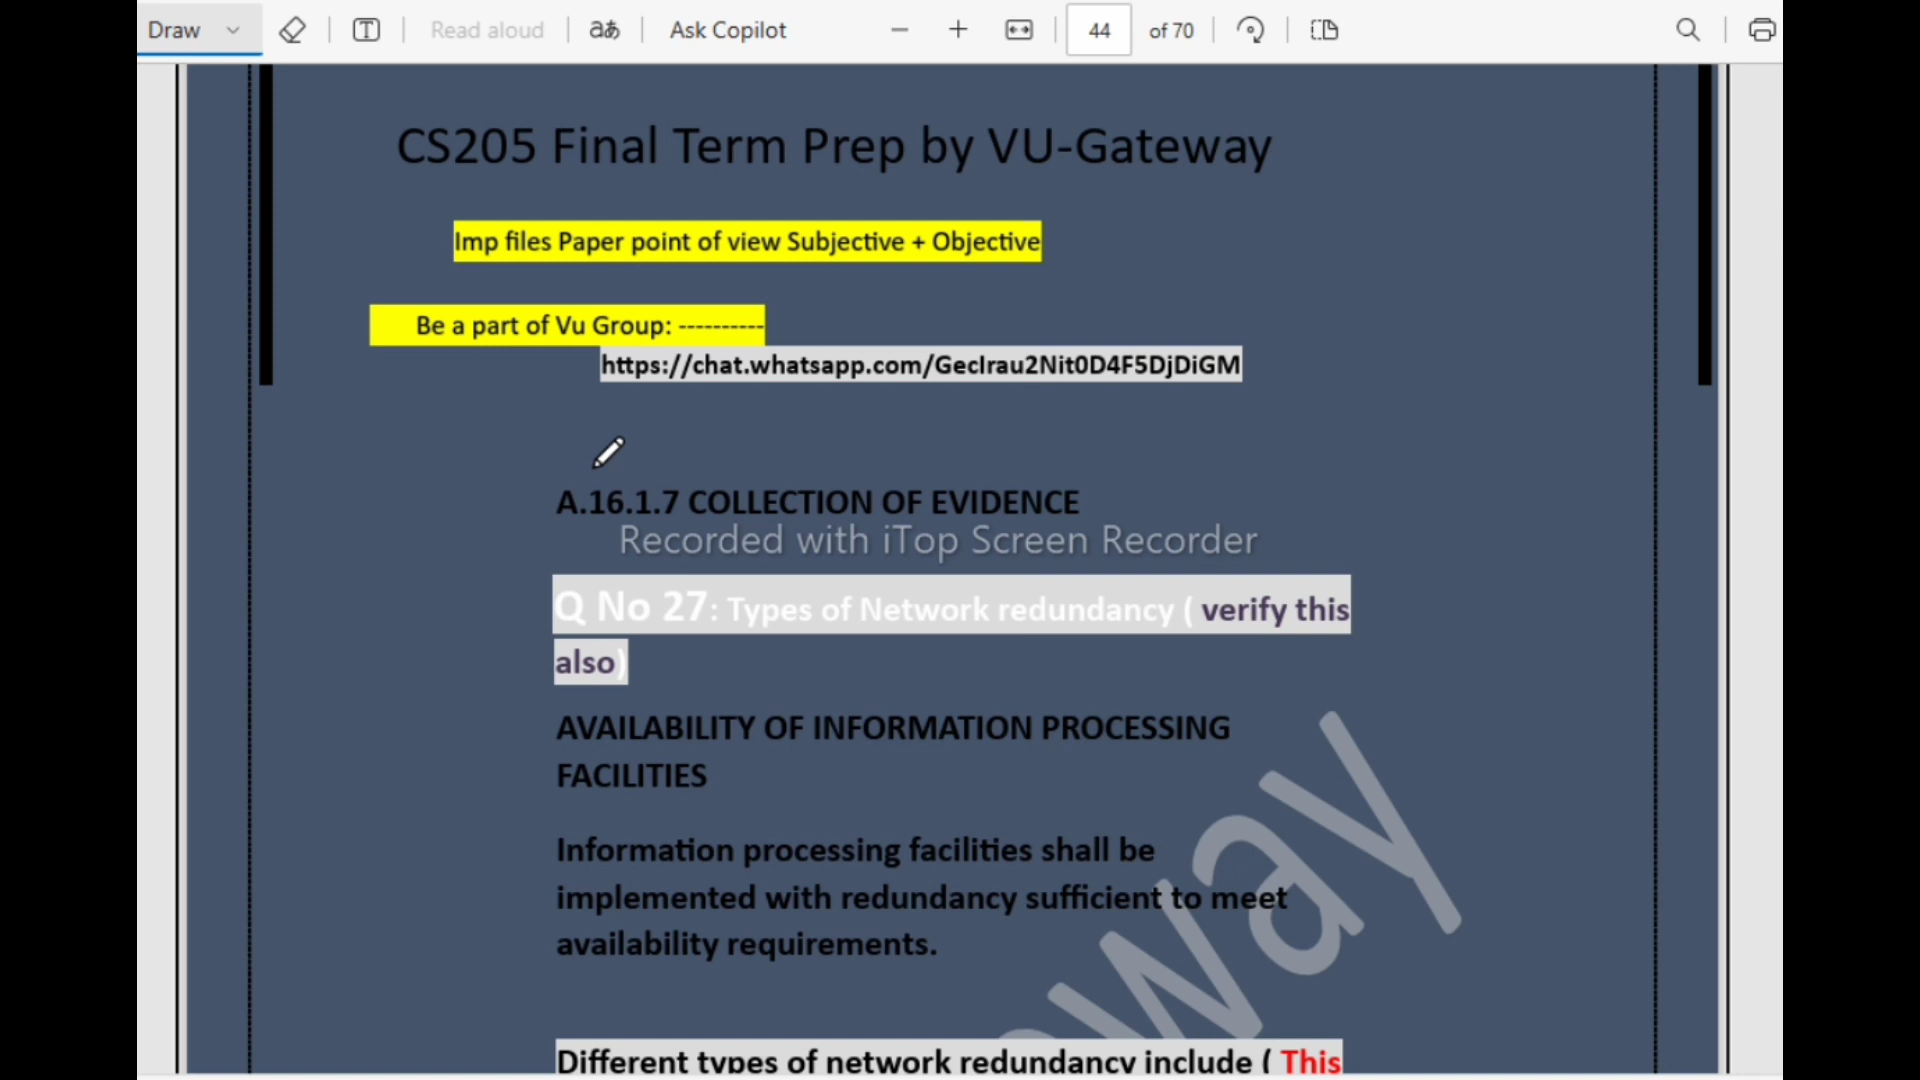 Draw
Read aloud
aあ
Ask Copilot
44 of 70
CS205 Final Term Prep by VU-Gateway
Imp files Paper point of view Subjective + Objective
Be a part of Vu Group: ----------
https://chat.whatsapp.com/GecIrau2Nit0D4F5DjDiGM
A.16.1.7 COLLECTION OF EVIDENCE
Recorded with iTop Screen Recorder
Q No 27: Types of Network redundancy ( verify this
also)
AVAILABILITY OF INFORMATION PROCESSING
FACILITIES
Information processing facilities shall be
implemented with redundancy sufficient to meet
availability requirements.
way
Different types of network redundancy include ( This